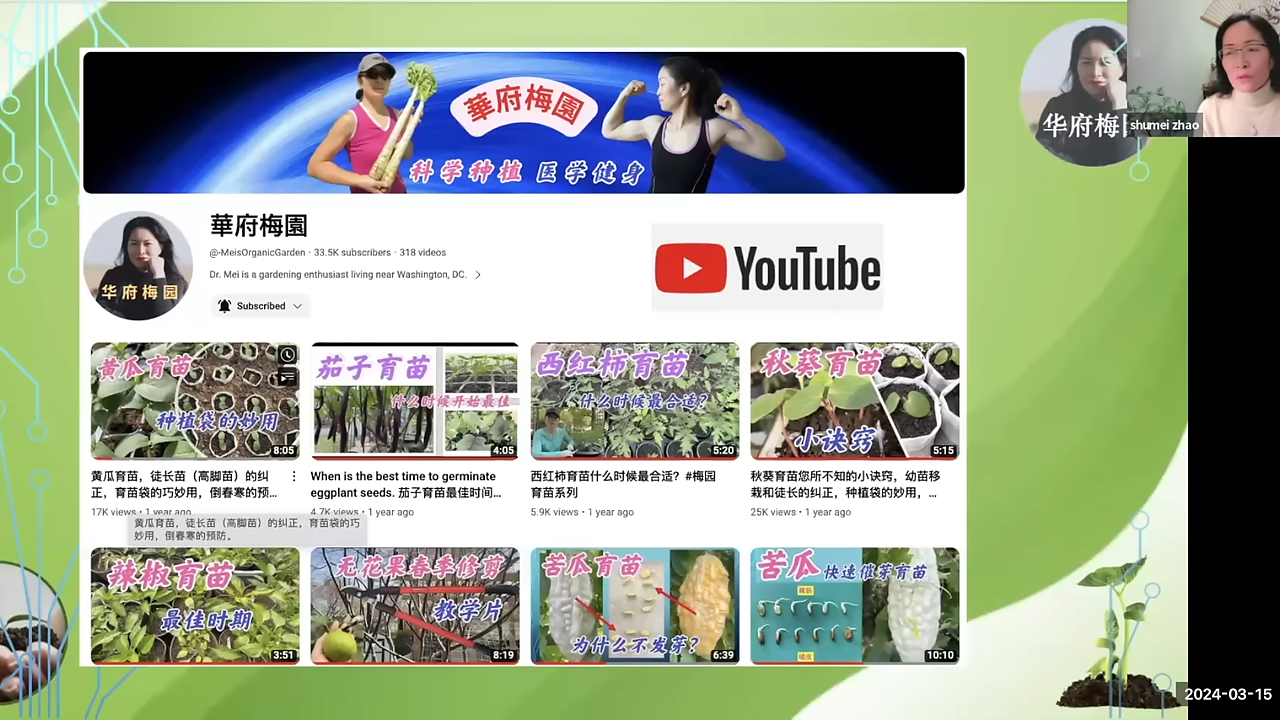 華府梅園
科学种植 医学健身
华府梅
shumei zhao
華府梅園
@-MeisOrganicGarden · 33.5K subscribers · 318 videos
Dr. Mei is a gardening enthusiast living near Washington, DC.
华府梅园
Subscribed
YouTube
黄瓜育苗
种植袋的妙用
8:05
茄子育苗
什么时候开始最佳
4:05
西红柿育苗
什么时候最合适?
5:20
秋葵育苗
小诀窍
5:15
黄瓜育苗，徒长苗（高脚苗）的纠
正，育苗袋的巧妙用，倒春寒的预...
17K views · 1 year ago
When is the best time to germinate
eggplant seeds. 茄子育苗最佳时间...
4.7K views · 1 year ago
西红柿育苗什么时候最合适？#梅园
育苗系列
5.9K views · 1 year ago
秋葵育苗您所不知的小诀窍，幼苗移
栽和徒长的纠正，种植袋的妙用，...
25K views · 1 year ago
黄瓜育苗，徒长苗（高脚苗）的纠正，育苗袋的巧
妙用，倒春寒的预防。
辣椒育苗
最佳时期
3:51
无花果春季修剪
教学片
8:19
苦瓜育苗
为什么不发芽?
6:39
苦瓜 快速催芽育苗
10:10
2024-03-15